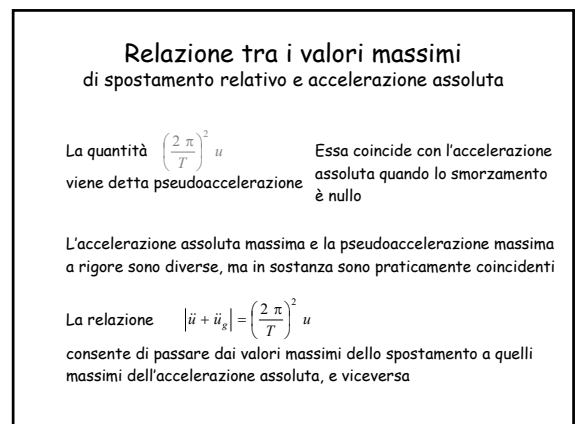 Relazione tra i valori massimi
di spostamento relativo e accelerazione assoluta
La quantità (2 π / T)² u
viene detta pseudoaccelerazione
Essa coincide con l'accelerazione
assoluta quando lo smorzamento
è nullo
L'accelerazione assoluta massima e la pseudoaccelerazione massima
a rigore sono diverse, ma in sostanza sono praticamente coincidenti
La relazione |ü + ü_g| = (2 π / T)² u
consente di passare dai valori massimi dello spostamento a quelli
massimi dell'accelerazione assoluta, e viceversa